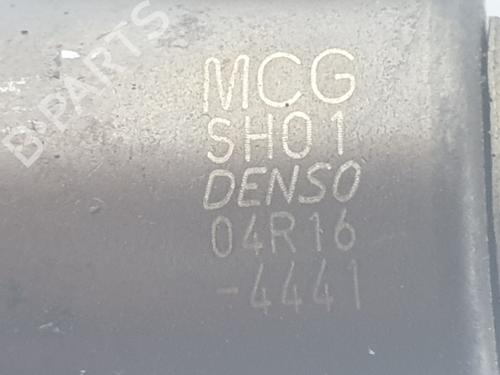 B-PARTS
MCG
SH01
DENSO
04R16
-4441